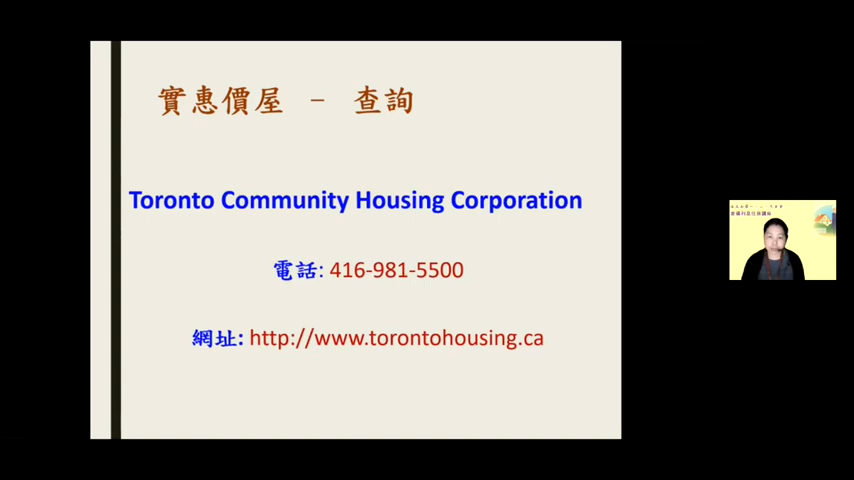 實惠價屋 - 查詢
Toronto Community Housing Corporation
電話: 416-981-5500
網址: http://www.torontohousing.ca